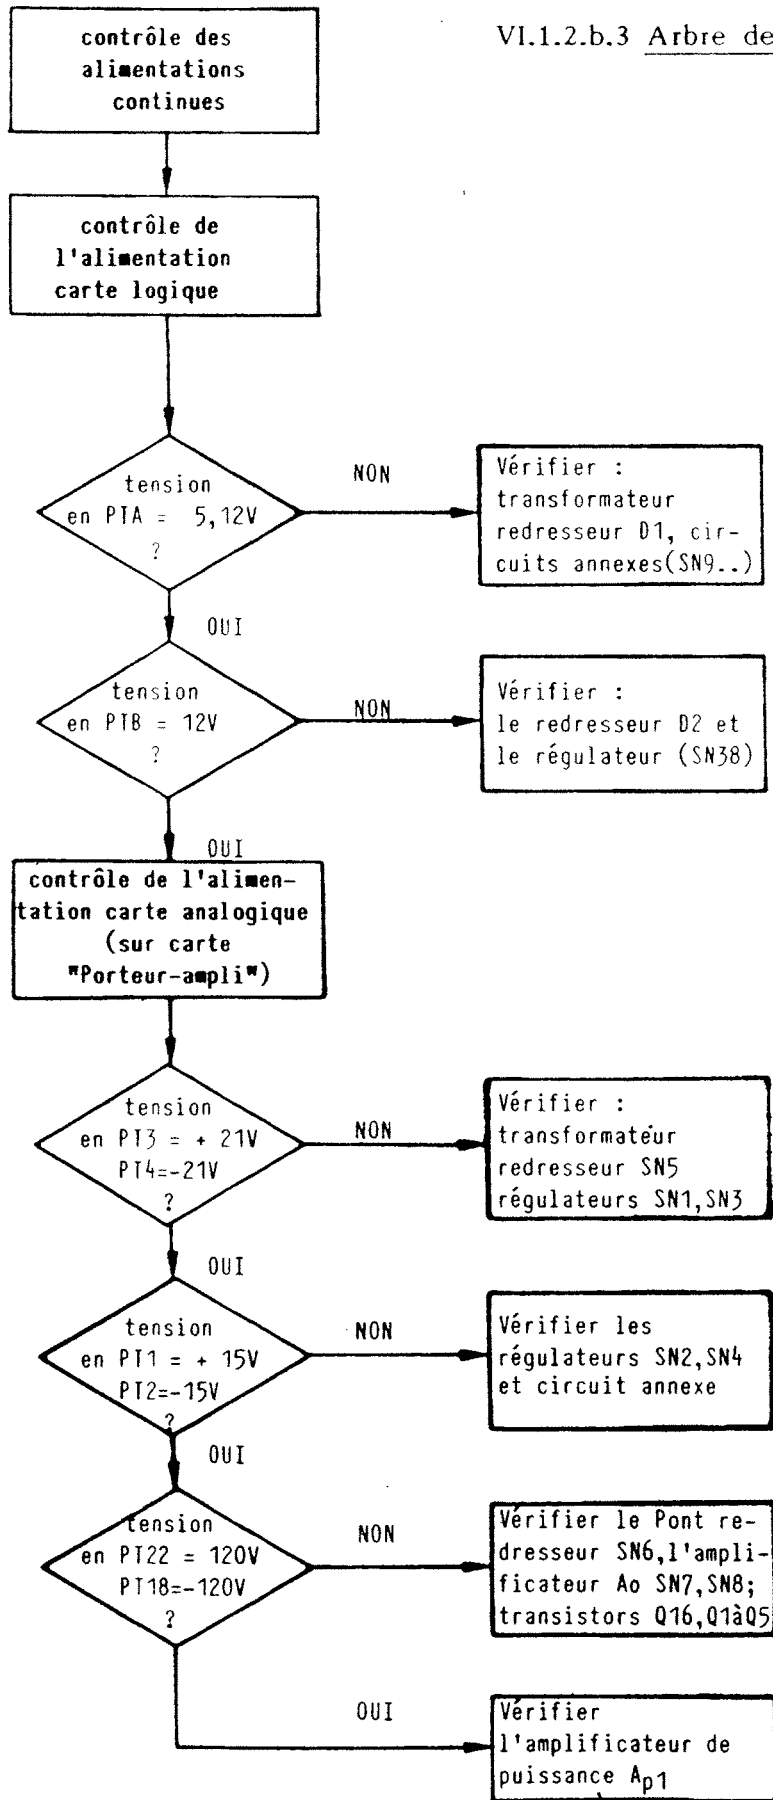 VI.1.2.b.3 Arbre de
contrôle des
alimentations
continues
contrôle de
l'alimentation
carte logique
tension
en PTA = 5,12V
?
NON
Vérifier :
transformateur
redresseur D1, cir-
cuits annexes(SN9..)
OUI
tension
en PTB = 12V
?
NON
Vérifier :
le redresseur D2 et
le régulateur (SN38)
OUI
contrôle de l'alimen-
tation carte analogique
(sur carte
"Porteur-ampli")
tension
en PT3 = + 21V
PT4=-21V
?
NON
Vérifier :
transformateur
redresseur SN5
régulateurs SN1,SN3
OUI
tension
en PT1 = + 15V
PT2=-15V
?
NON
Vérifier les
régulateurs SN2,SN4
et circuit annexe
OUI
tension
en PT22 = 120V
PT18=-120V
?
NON
Vérifier le Pont re-
dresseur SN6,l'ampli-
ficateur Ao SN7,SN8;
transistors Q16,Q1àQ5
OUI
Vérifier
l'amplificateur de
puissance Ap1